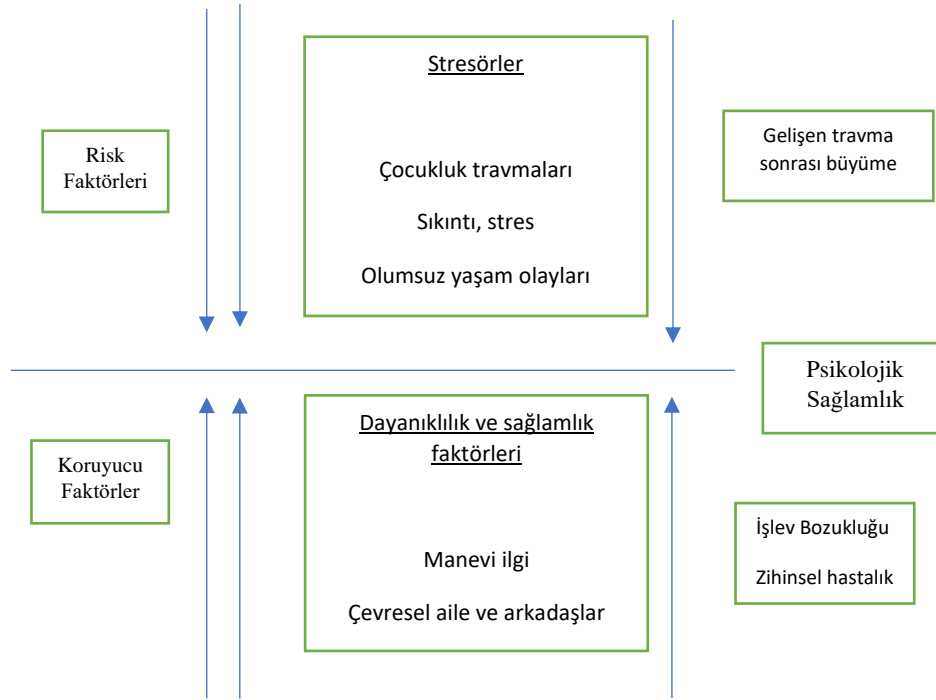 Stresörler
Risk
Faktörleri
Çocukluk travmaları
Sıkıntı, stres
Olumsuz yaşam olayları
Gelişen travma
sonrası büyüme
Psikolojik
Sağlamlık
Koruyucu
Faktörler
Dayanıklılık ve sağlamlık
faktörleri
Manevi ilgi
Çevresel aile ve arkadaşlar
İşlev Bozukluğu
Zihinsel hastalık